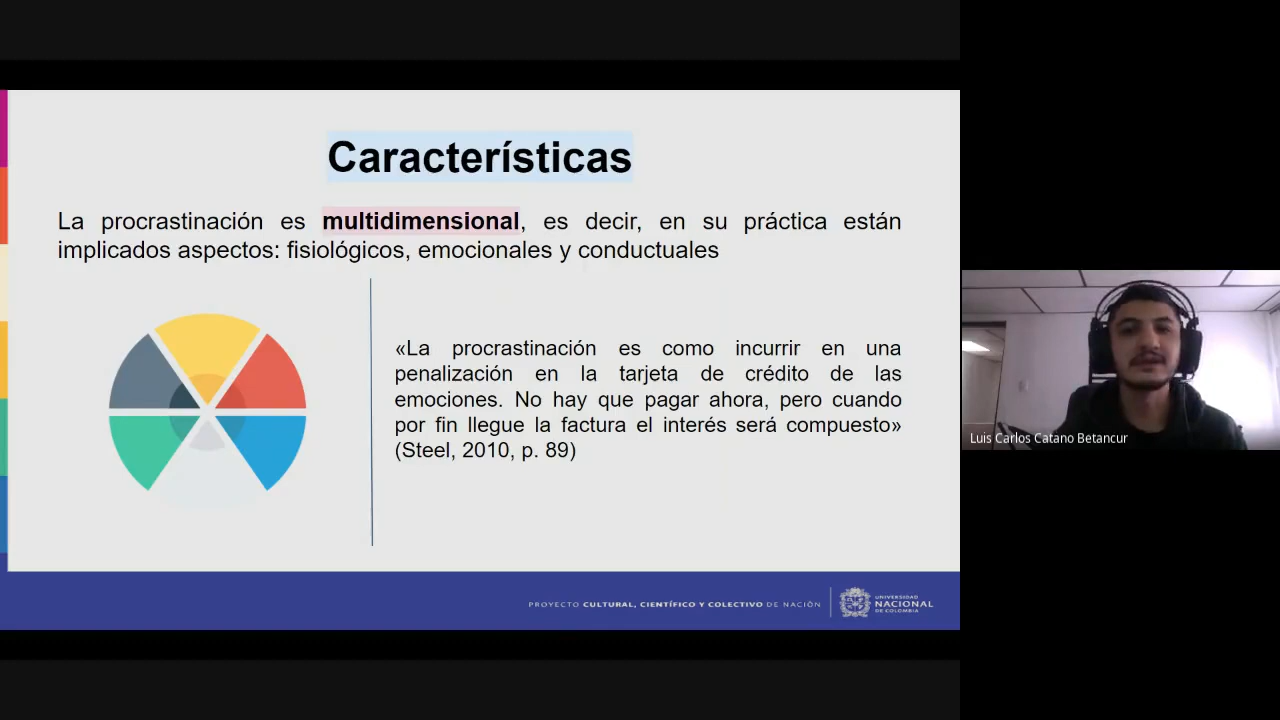 Características
La procrastinación es multidimensional, es decir, en su práctica están
implicados aspectos: fisiológicos, emocionales y conductuales
«La procrastinación es como incurrir en una
penalización en la tarjeta de crédito de las
emociones. No hay que pagar ahora, pero cuando
por fin llegue la factura el interés será compuesto»
(Steel, 2010, p. 89)
Luis Carlos Catano Betancur
PROYECTO CULTURAL, CIENTÍFICO Y COLECTIVO DE NACIÓN
UNIVERSIDAD
NACIONAL
DE COLOMBIA